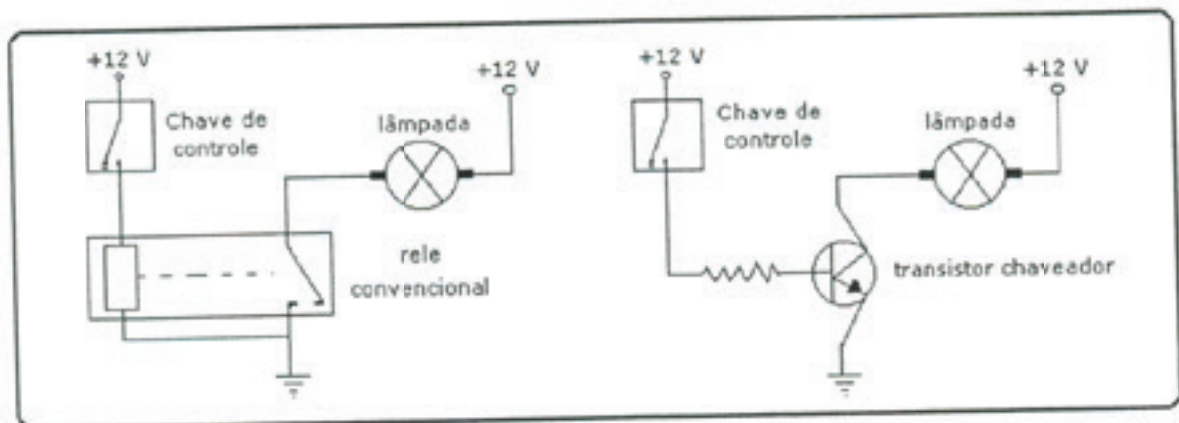 +12 V
Chave de
controle
lâmpada
+12 V
rele
convencional
+12 V
Chave de
controle
lâmpada
+12 V
transistor chaveador